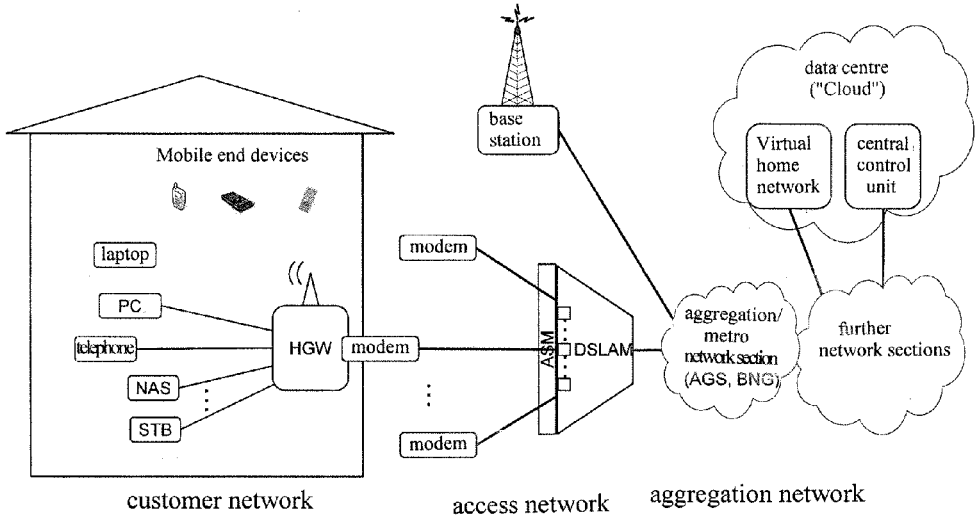 data centre
("Cloud")
base
station
Virtual
home
network
central
control
unit
Mobile end devices
laptop
modem
PC
telephone
HGW
modem
ASM
DSLAM
aggregation/
metro
network section
(AGS, BNG)
further
network sections
NAS
STB
modem
customer network
access network
aggregation network